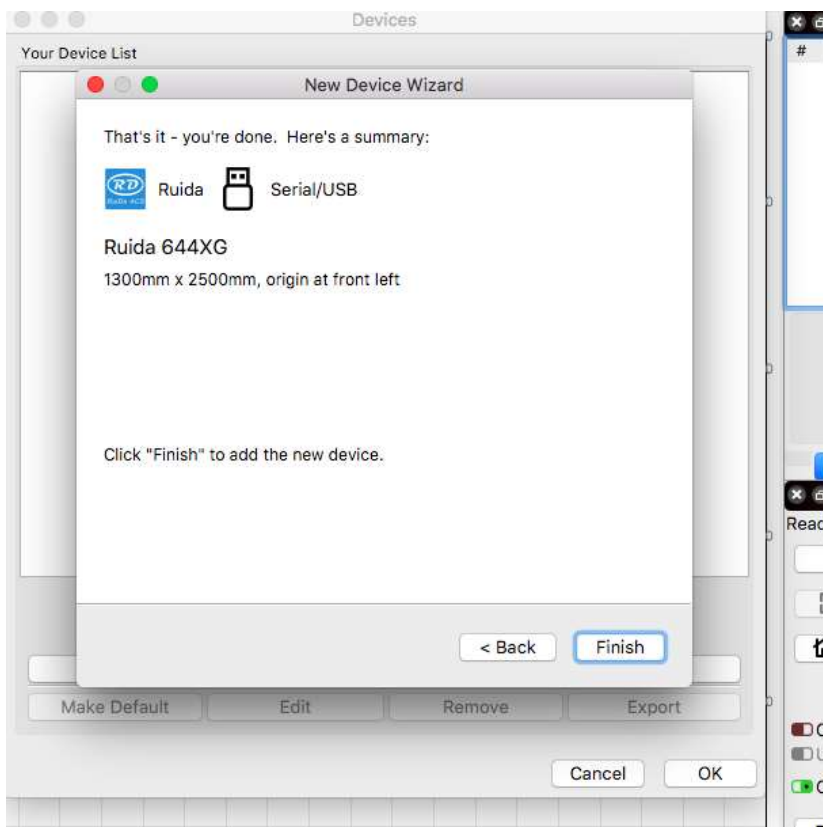 Devices
Your Device List
#
New Device Wizard
That's it - you're done. Here's a summary:
RD
Ruida Serial/USB
Ruida 644XG
1300mm x 2500mm, origin at front left
Click "Finish" to add the new device.
< Back Finish
Make Default Edit Remove Export
Cancel OK